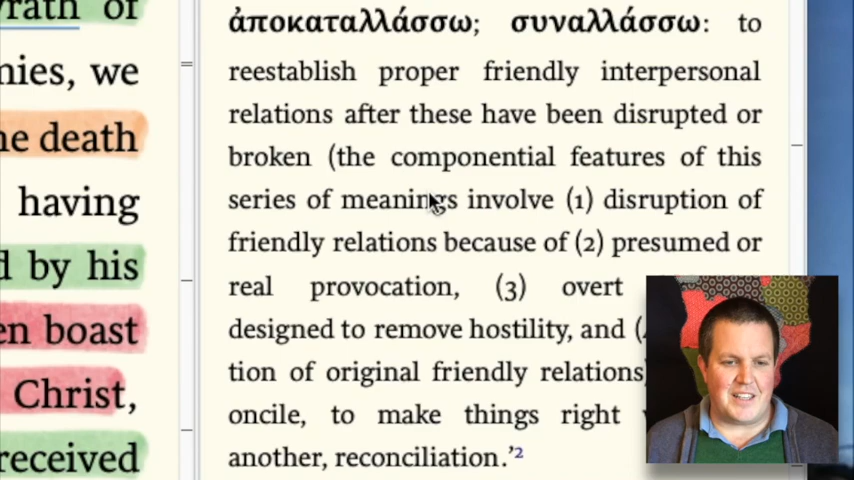 wrath of
mies, we
he death
having
d by his
en boast
Christ,
received
ἀποκαταλλάσσω; συναλλάσσω: to
reestablish proper friendly interpersonal
relations after these have been disrupted or
broken (the componential features of this
series of meanings involve (1) disruption of
friendly relations because of (2) presumed or
real provocation, (3) overt
designed to remove hostility, and
tion of original friendly relations
oncile, to make things right
another, reconciliation.’2